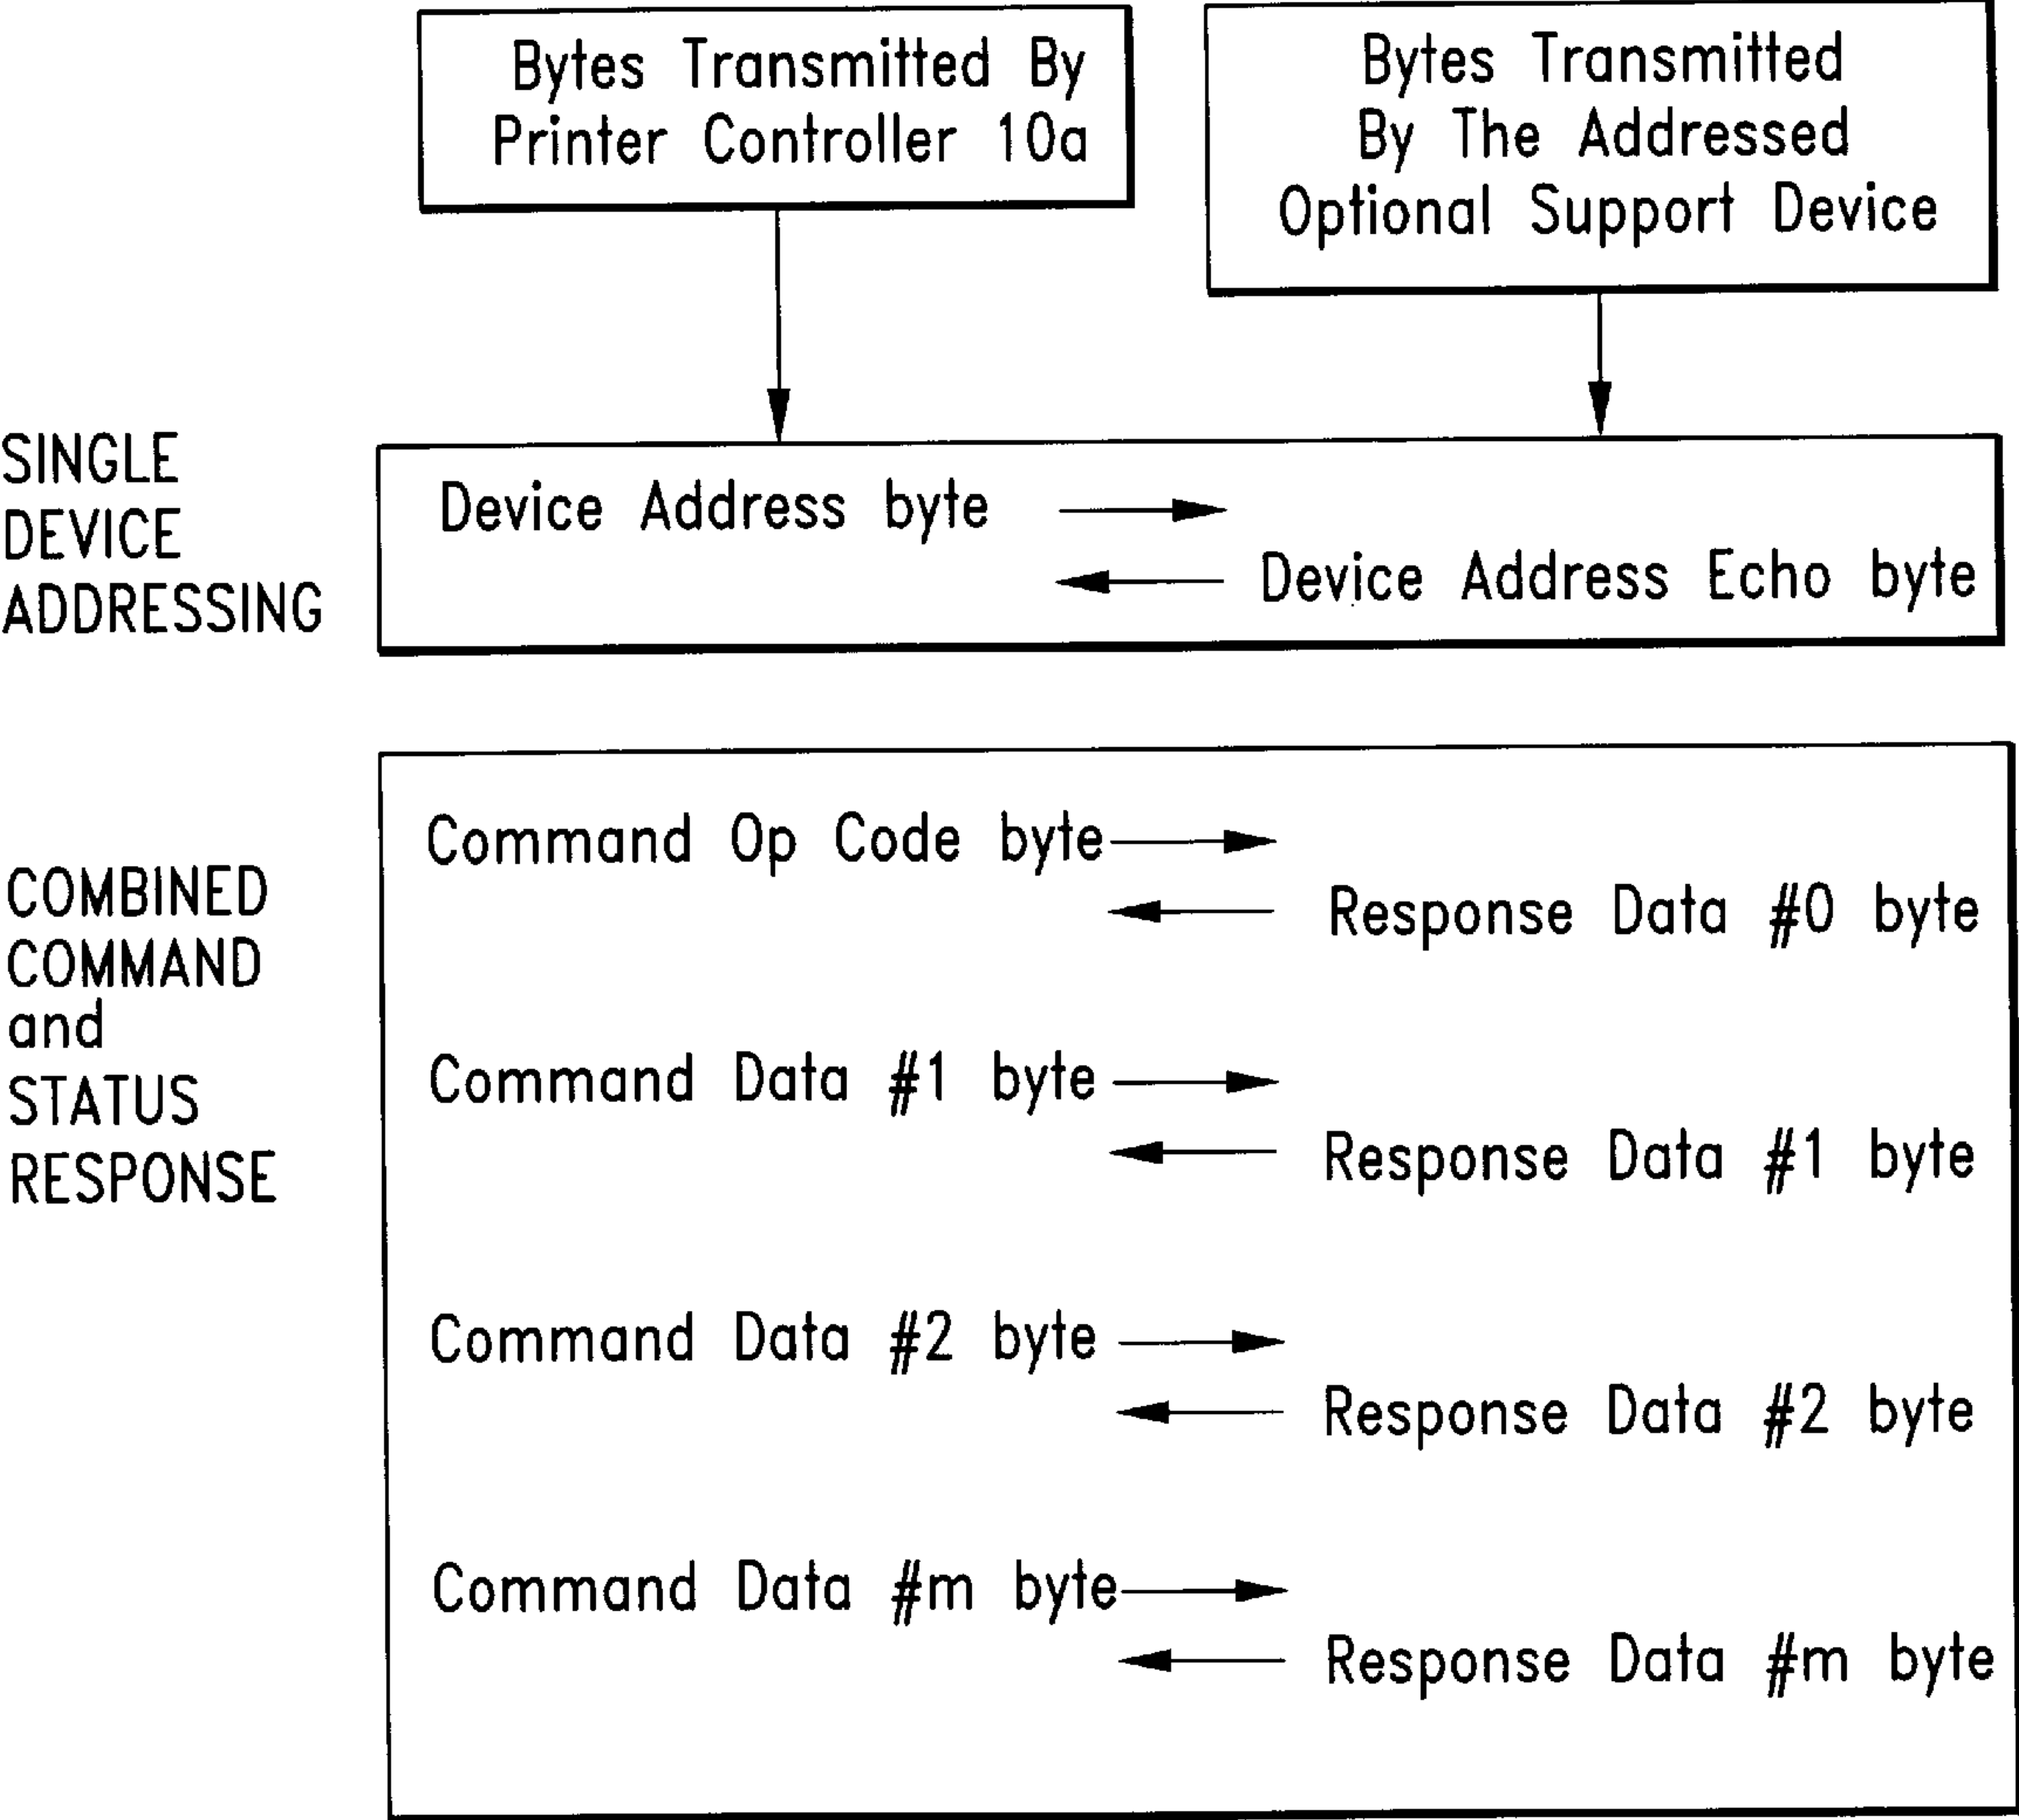 Bytes Transmitted By
Printer Controller 10a
Bytes Transmitted
By The Addressed
Optional Support Device
SINGLE
DEVICE
ADDRESSING
Device Address byte
Device Address Echo byte
COMBINED
COMMAND
and
STATUS
RESPONSE
Command Op Code byte
Response Data #0 byte
Command Data #1 byte
Response Data #1 byte
Command Data #2 byte
Response Data #2 byte
Command Data #m byte
Response Data #m byte